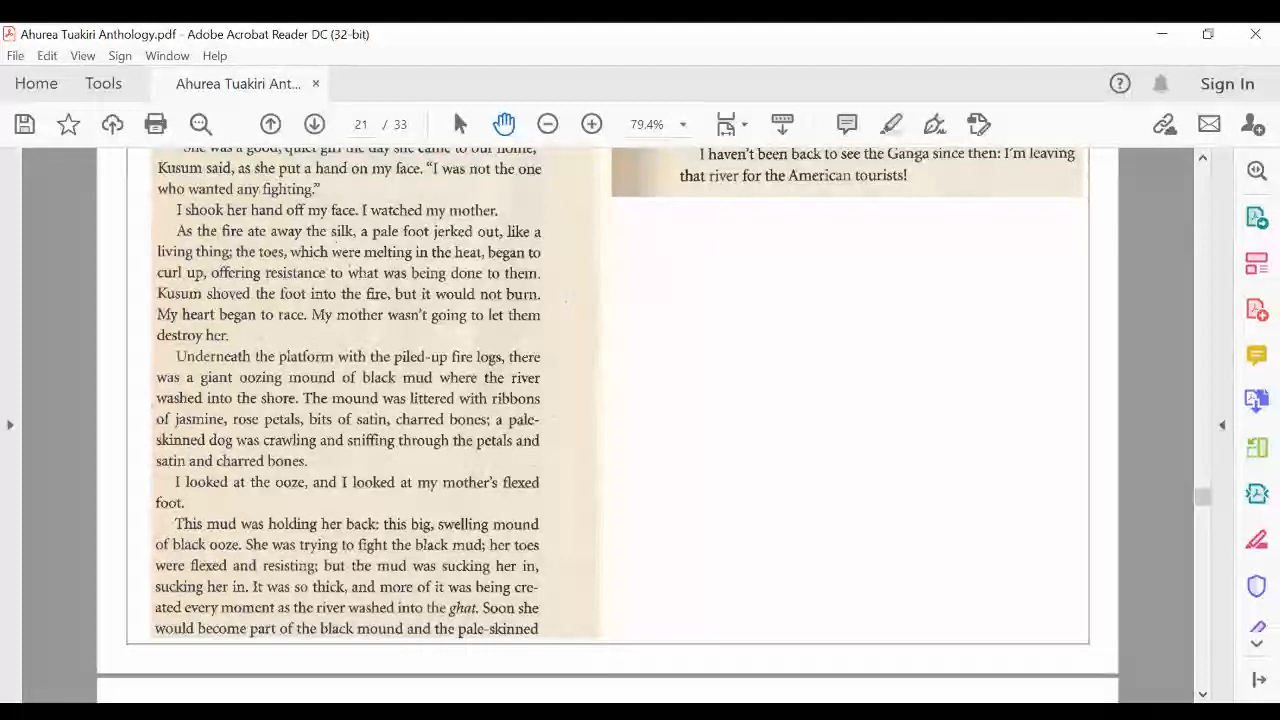 Ahurea Tuakiri Anthology.pdf - Adobe Acrobat Reader DC (32-bit)
File Edit View Sign Window Help
Home Tools Ahurea Tuakiri Ant... × Sign In
21 / 33 79.4%
"She was a good, quiet girl the day she came to our home,"
Kusum said, as she put a hand on my face. "I was not the one
who wanted any fighting."
I shook her hand off my face. I watched my mother.
As the fire ate away the silk, a pale foot jerked out, like a
living thing; the toes, which were melting in the heat, began to
curl up, offering resistance to what was being done to them.
Kusum shoved the foot into the fire, but it would not burn.
My heart began to race. My mother wasn't going to let them
destroy her.
Underneath the platform with the piled-up fire logs, there
was a giant oozing mound of black mud where the river
washed into the shore. The mound was littered with ribbons
of jasmine, rose petals, bits of satin, charred bones; a pale-
skinned dog was crawling and sniffing through the petals and
satin and charred bones.
I looked at the ooze, and I looked at my mother's flexed
foot.
This mud was holding her back: this big, swelling mound
of black ooze. She was trying to fight the black mud; her toes
were flexed and resisting; but the mud was sucking her in,
sucking her in. It was so thick, and more of it was being cre-
ated every moment as the river washed into the ghat. Soon she
would become part of the black mound and the pale-skinned
I haven't been back to see the Ganga since then: I'm leaving
that river for the American tourists!